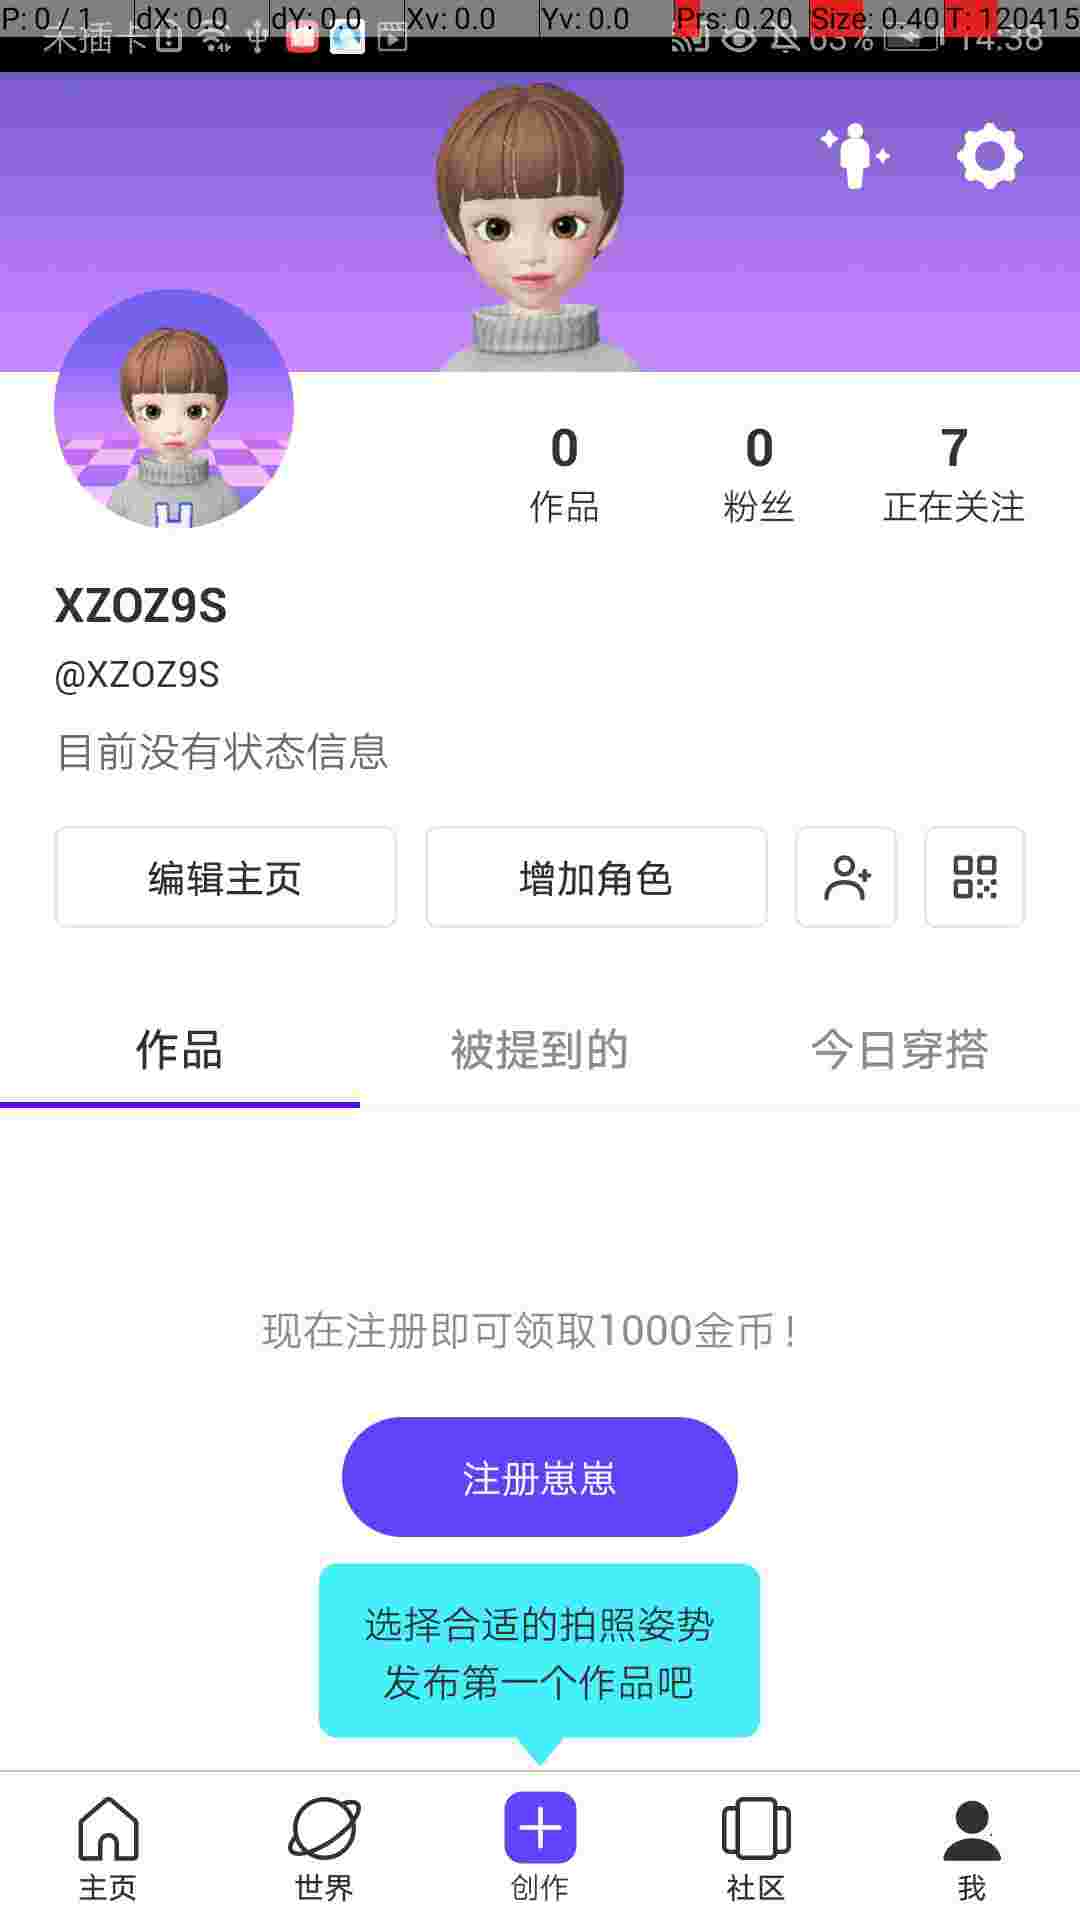 P: 0 / 1 dX: 0.0 dY: 0.0 Xv: 0.0 Yv: 0.0 Prs: 0.20 Size: 0.40 T: 120415
未插卡 63% 14:38
0 0 7
作品 粉丝 正在关注
XZOZ9S
@XZOZ9S
目前没有状态信息
编辑主页 增加角色
作品 被提到的 今日穿搭
现在注册即可领取1000金币!
注册崽崽
选择合适的拍照姿势
发布第一个作品吧
主页 世界 创作 社区 我